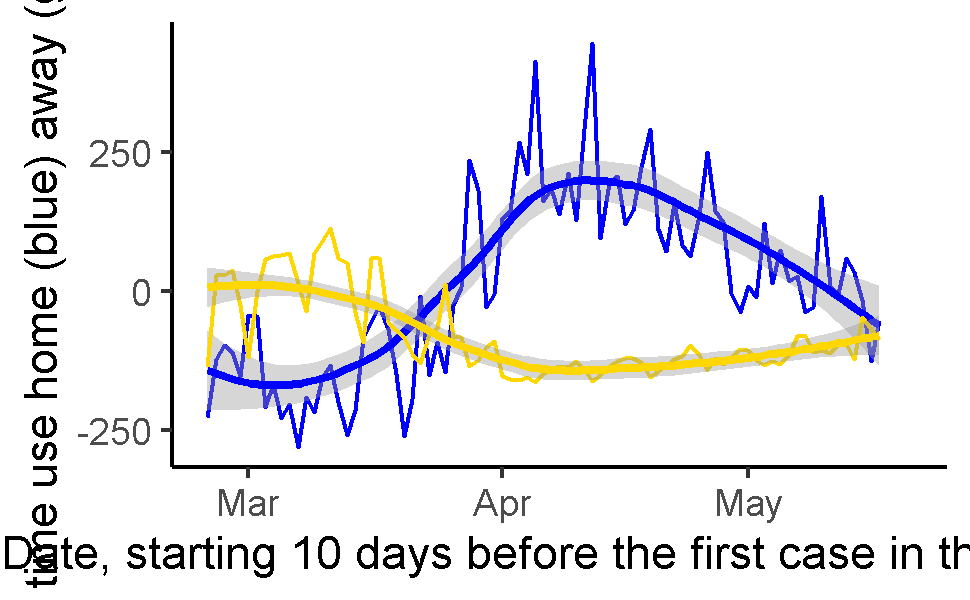 time use home (blue) away (
250
0
-250
Mar Apr May
Date, starting 10 days before the first case in th